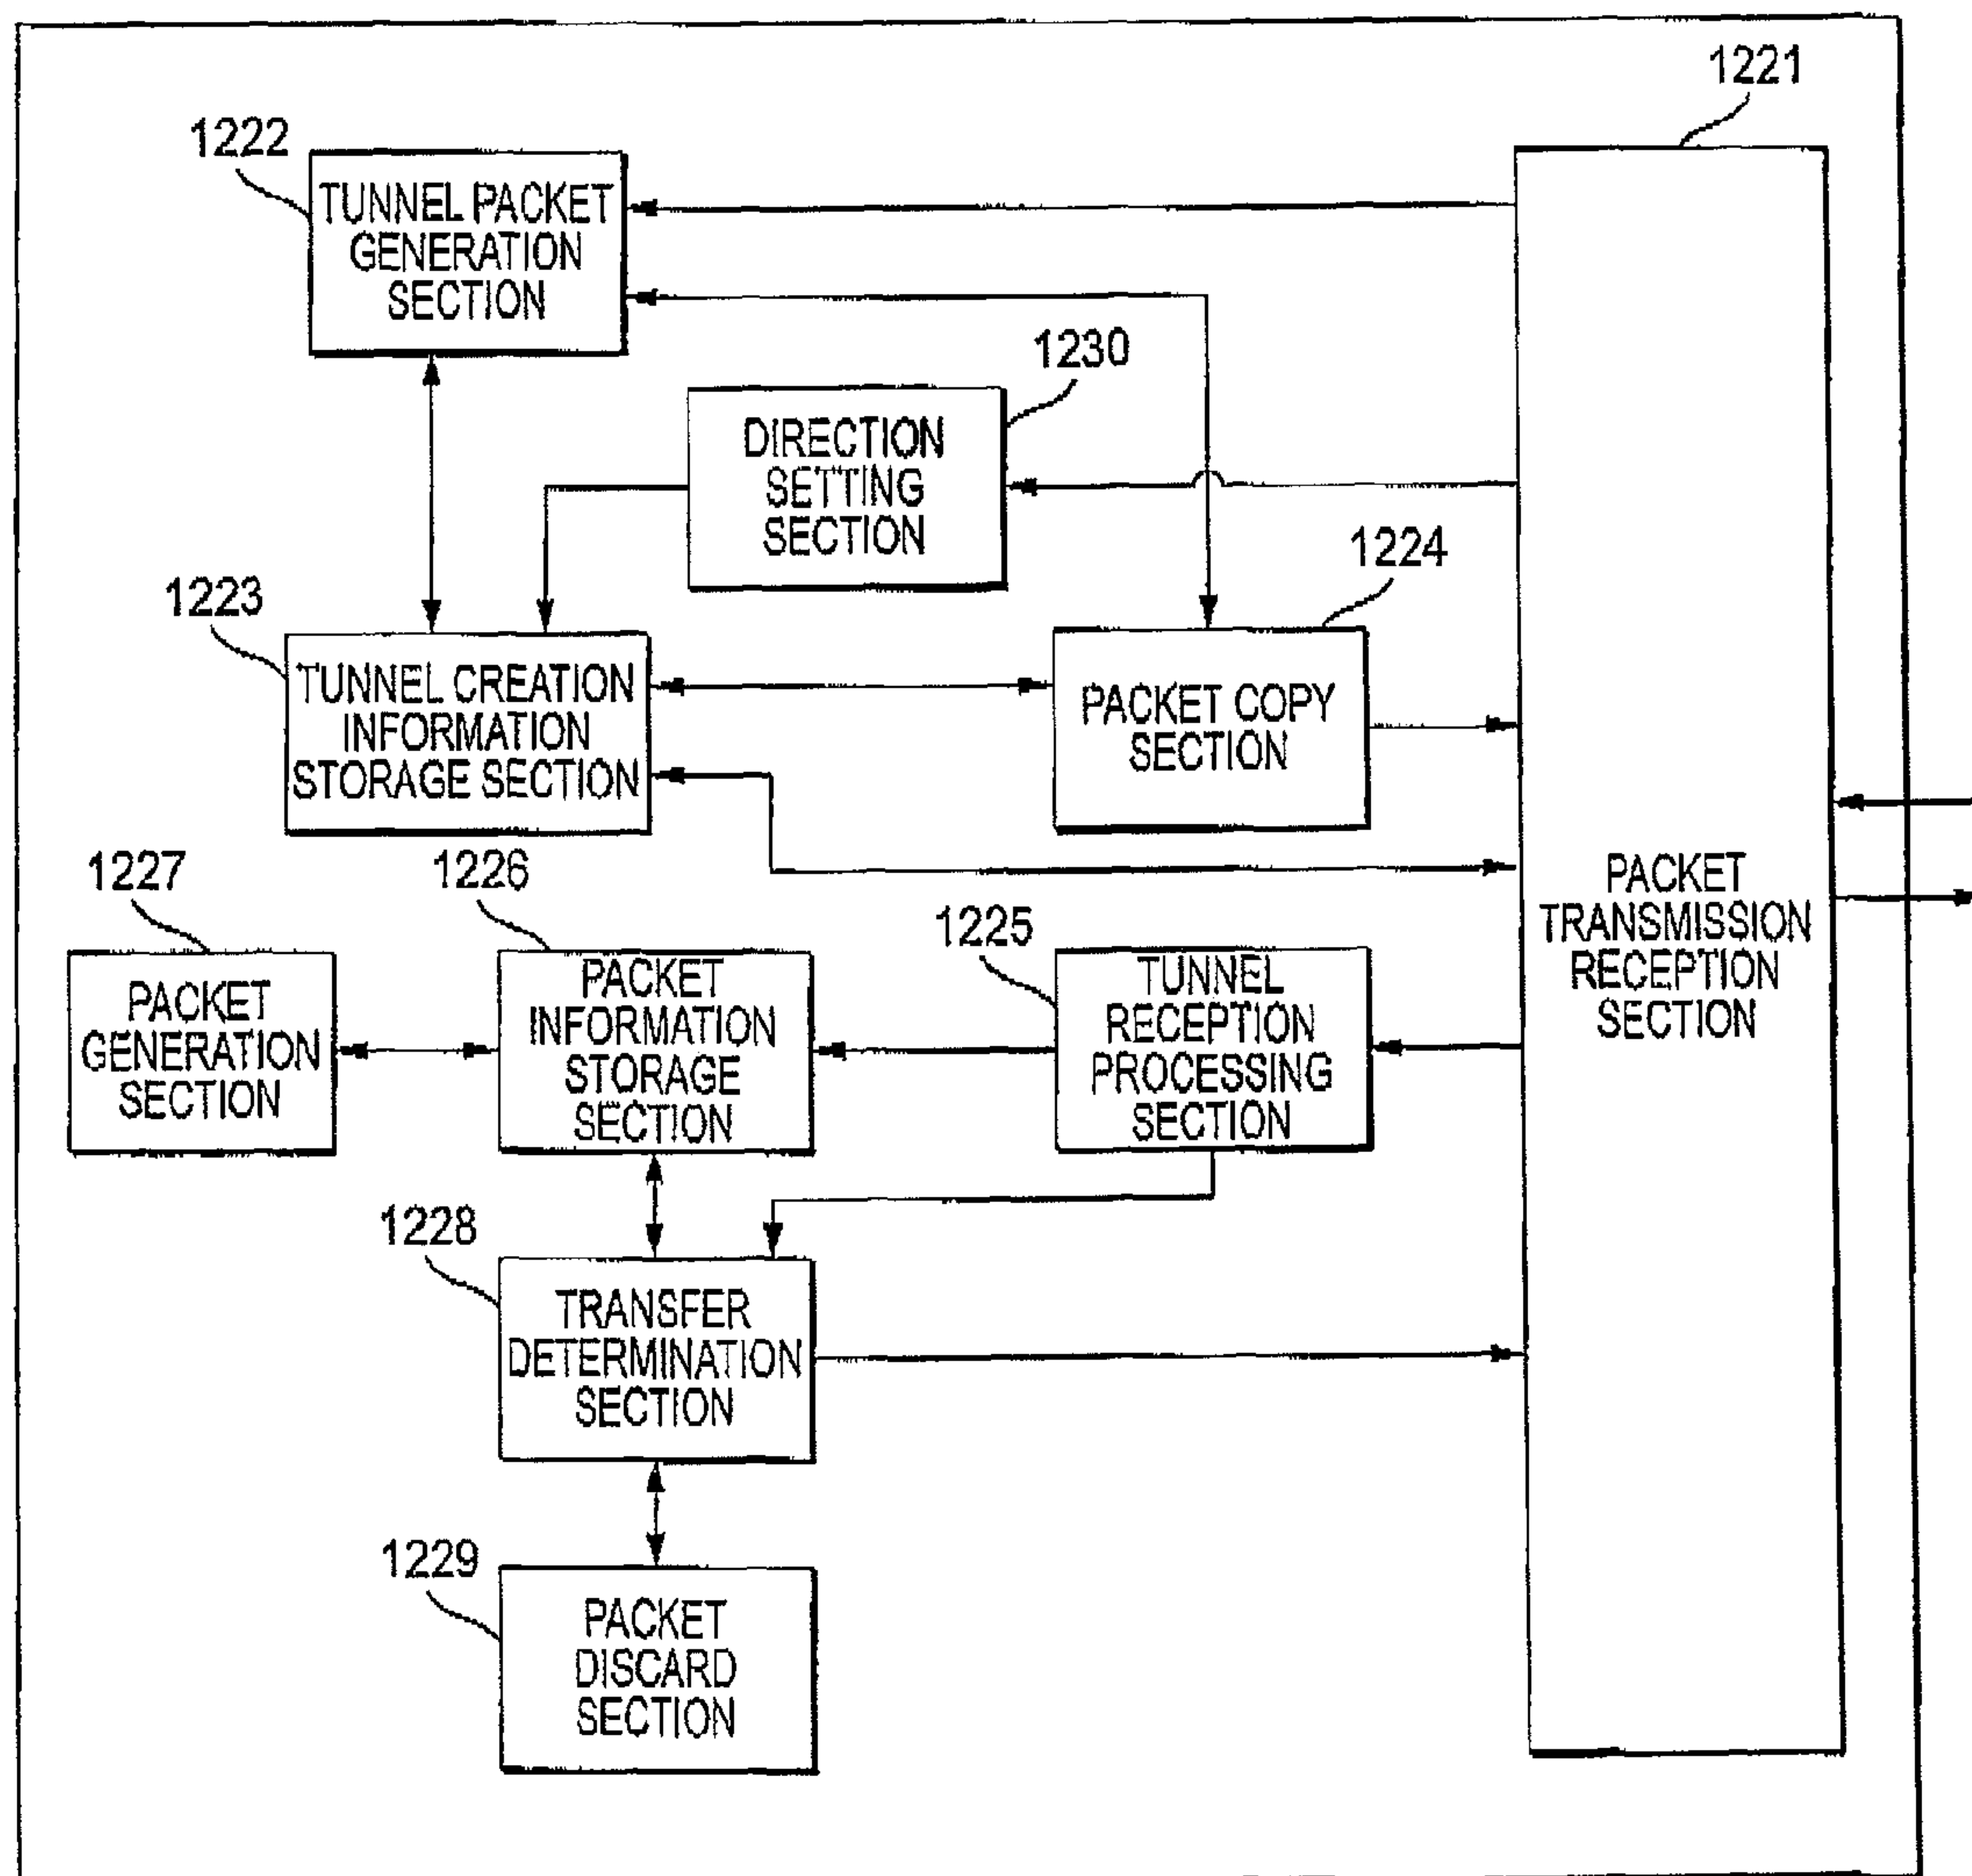 1221
1222
TUNNEL PACKET
GENERATION
SECTION
1230
DIRECTION
SETTING
SECTION
1224
1223
TUNNEL CREATION
INFORMATION
STORAGE SECTION
PACKET COPY
SECTION
PACKET
TRANSMISSION
RECEPTION
SECTION
1227
1226
1225
PACKET
GENERATION
SECTION
PACKET
INFORMATION
STORAGE
SECTION
TUNNEL
RECEPTION
PROCESSING
SECTION
1228
TRANSFER
DETERMINATION
SECTION
1229
PACKET
DISCARD
SECTION